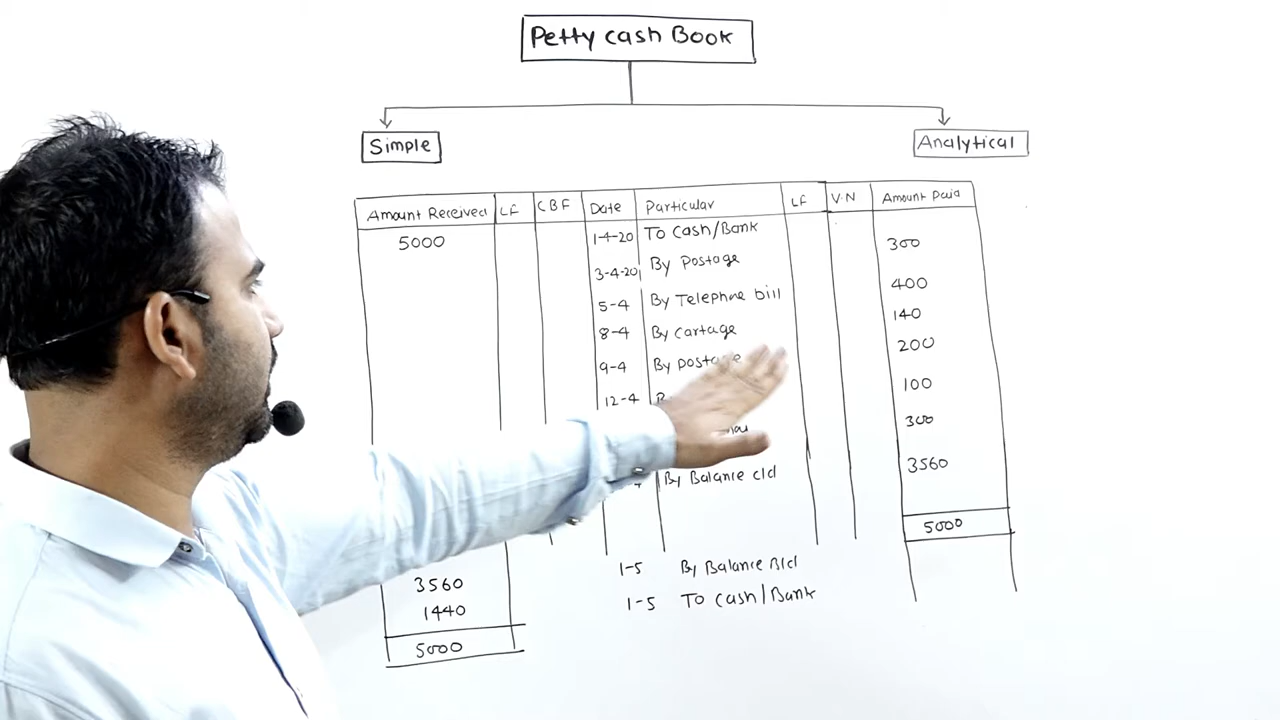 Petty cash Book
Simple
Analytical
Amount Received LF CBF Date Particular LF V.N Amount Paid
5000 1-4-20 To Cash/Bank
3-4-20 By Postage 300
5-4 By Telephne bill 400
8-4 By Cartage 140
9-4 By postage 200
12-4 100
300
By Balance c/d 3560
5000
3560 1-5 By Balance B/d
1440 1-5 To Cash/Bank
5000